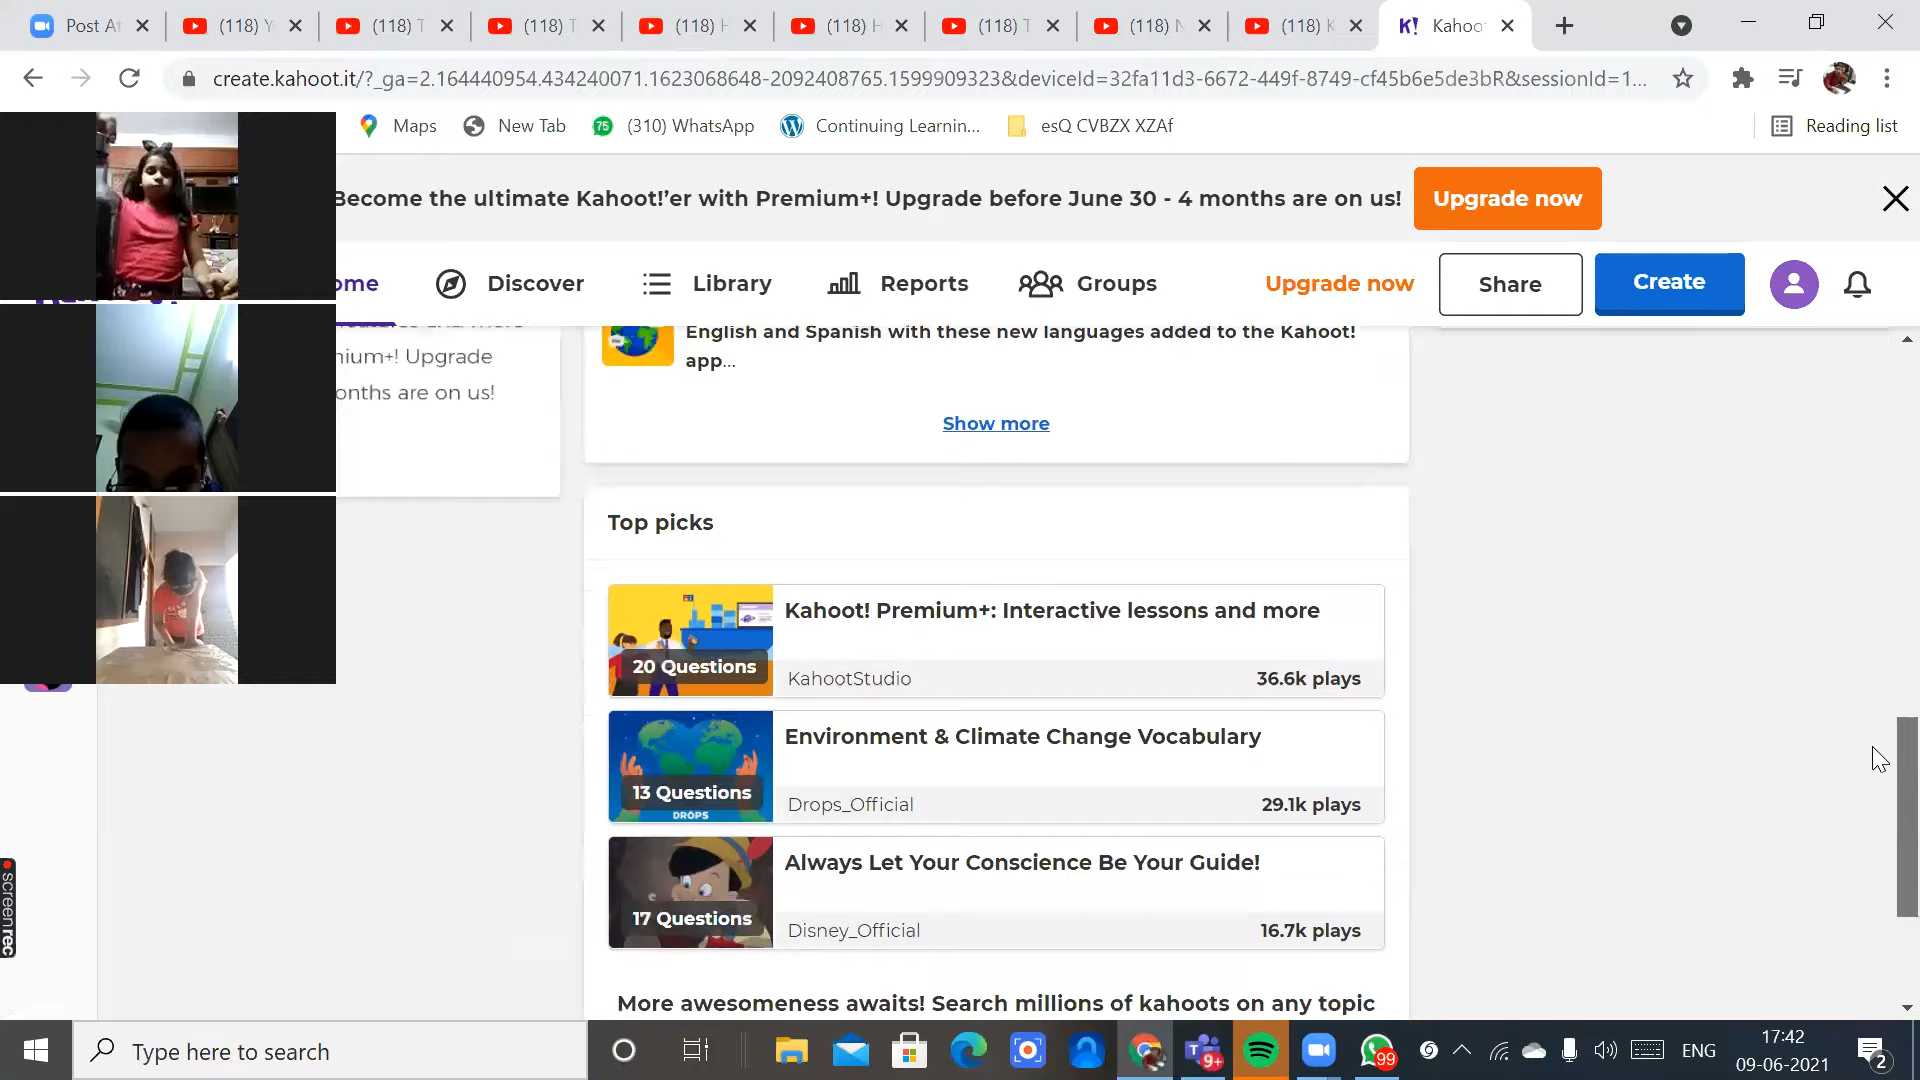 Post At
(118) Y
(118) T
(118) T
(118) H
(118) H
(118) T
(118) N
(118) K
K! Kahoo
create.kahoot.it/?_ga=2.164440954.434240071.1623068648-2092408765.1599909323&deviceId=32fa11d3-6672-449f-8749-cf45b6e5de3bR&sessionId=1...
Maps
New Tab
75
(310) WhatsApp
Continuing Learnin...
esQ CVBZX XZAf
Reading list
Become the ultimate Kahoot!'er with Premium+! Upgrade before June 30 - 4 months are on us!
Upgrade now
ome
Discover
Library
Reports
Groups
Upgrade now
Share
Create
nium+! Upgrade
onths are on us!
English and Spanish with these new languages added to the Kahoot!
app...
Show more
Top picks
Kahoot! Premium+: Interactive lessons and more
20 Questions
KahootStudio
36.6k plays
Environment & Climate Change Vocabulary
13 Questions
DROPS
Drops_Official
29.1k plays
Always Let Your Conscience Be Your Guide!
17 Questions
Disney_Official
16.7k plays
More awesomeness awaits! Search millions of kahoots on any topic
screenrec
Type here to search
9+
99
ENG
17:42
09-06-2021
2